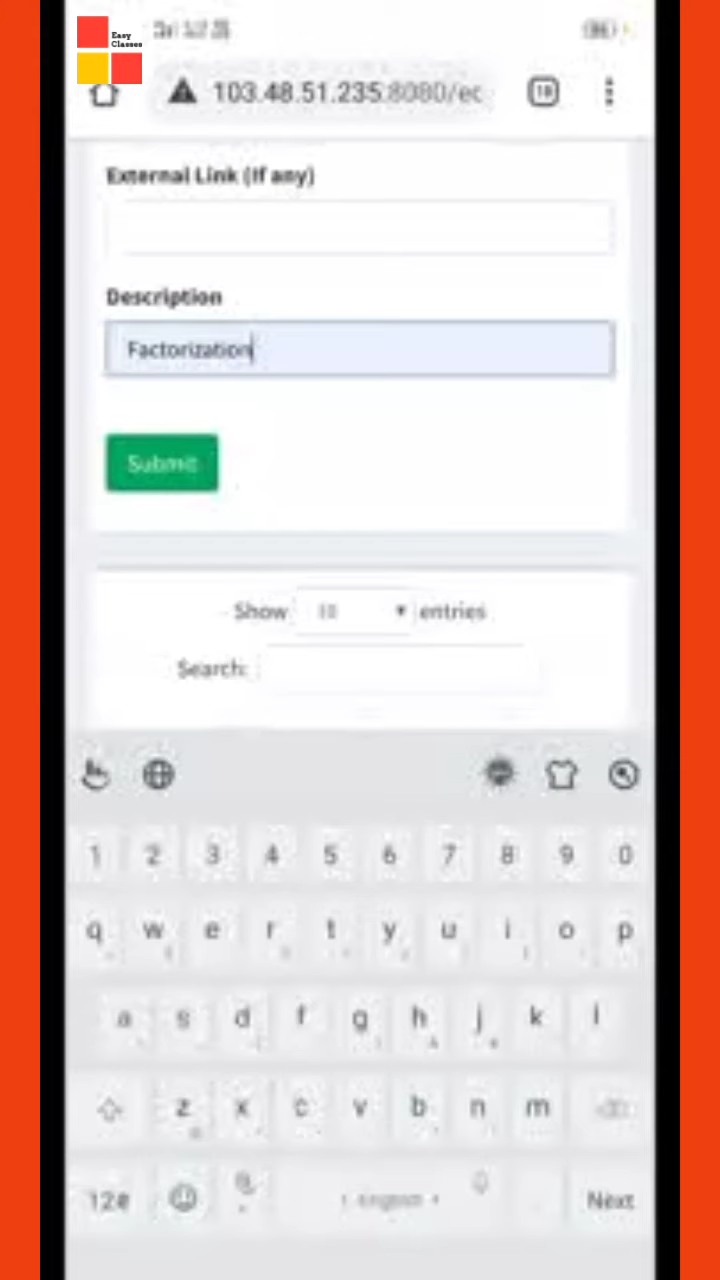 Easy
Classes
103.48.51.235:8080/ec
18
External Link (If any)
Description
Factorization
Submit
Show 10 entries
Search:
1 2 3 4 5 6 7 8 9 0
q w e r t y u i o p
a s d f g h j k l
z x c v b n m
12# English Next